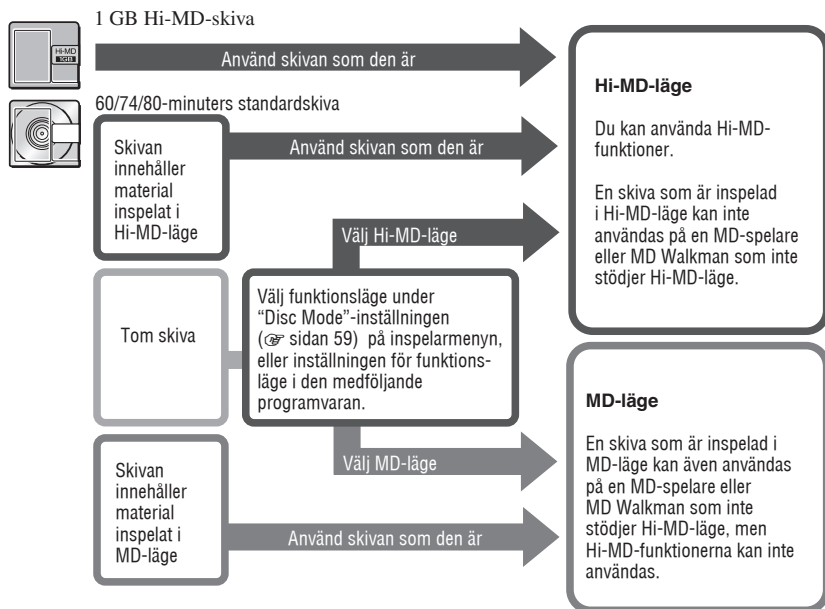 1 GB Hi-MD-skiva
Hi-MD
1GB
Använd skivan som den är
60/74/80-minuters standardskiva
Skivan
innehåller
material
inspelat i
Hi-MD-läge
Använd skivan som den är
Välj Hi-MD-läge
Hi-MD-läge
Du kan använda Hi-MD-
funktioner.
En skiva som är inspelad
i Hi-MD-läge kan inte
användas på en MD-spelare
eller MD Walkman som inte
stödjer Hi-MD-läge.
Tom skiva
Välj funktionsläge under
“Disc Mode”-inställningen
(☞ sidan 59) på inspelarmenyn,
eller inställningen för funktions-
läge i den medföljande
programvaran.
Välj MD-läge
Skivan
innehåller
material
inspelat i
MD-läge
Använd skivan som den är
MD-läge
En skiva som är inspelad i
MD-läge kan även användas
på en MD-spelare eller
MD Walkman som inte
stödjer Hi-MD-läge, men
Hi-MD-funktionerna kan inte
användas.